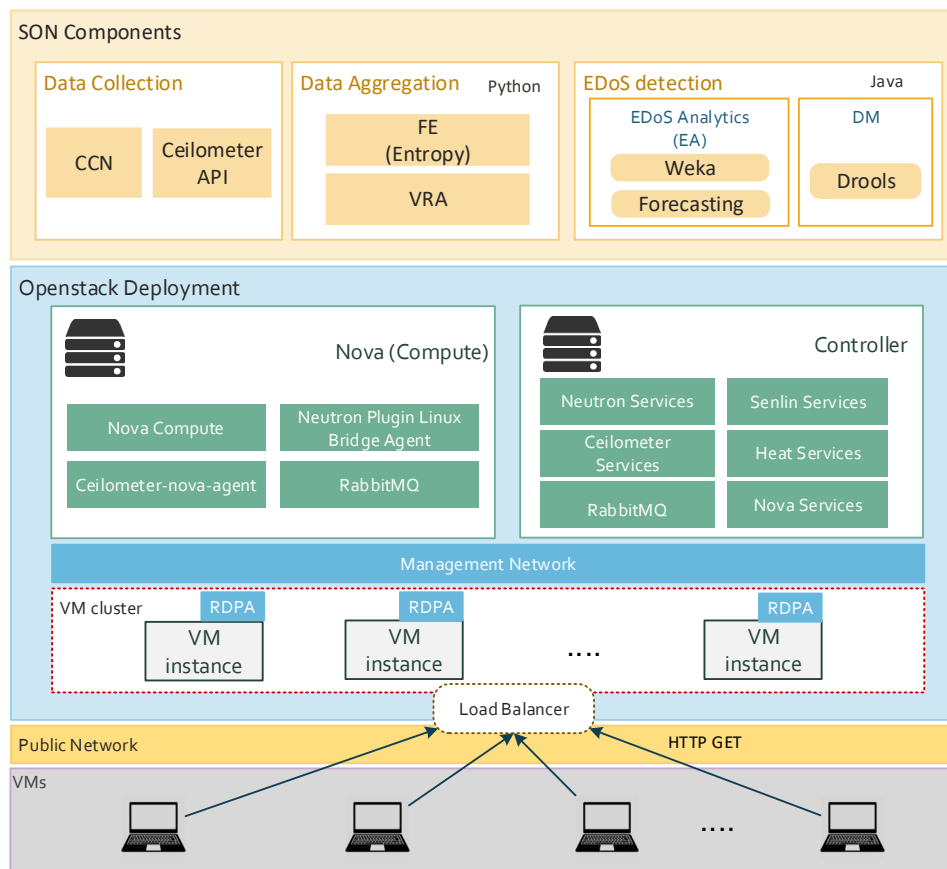 SON Components
Data Collection
CCN
Ceilometer
API
Data Aggregation
Python
FE
(Entropy)
VRA
EDoS detection
Java
EDoS Analytics
(EA)
Weka
Forecasting
DM
Drools
Openstack Deployment
Nova (Compute)
Nova Compute
Neutron Plugin Linux
Bridge Agent
Ceilometer-nova-agent
RabbitMQ
Controller
Neutron Services
Senlin Services
Ceilometer
Services
Heat Services
RabbitMQ
Nova Services
Management Network
VM cluster
RDPA
VM
instance
RDPA
VM
instance
....
RDPA
VM
instance
Load Balancer
Public Network
HTTP GET
VMs
....